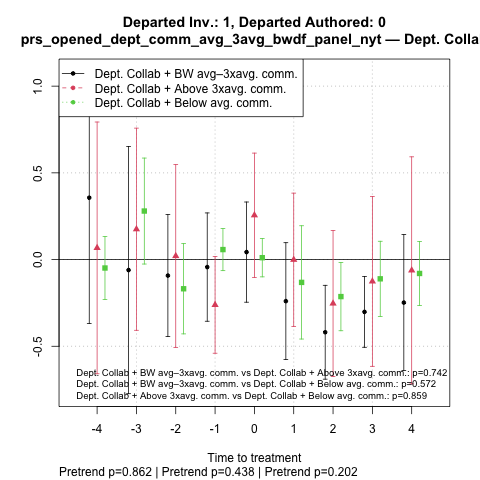 Departed Inv.: 1, Departed Authored: 0
prs_opened_dept_comm_avg_3avg_bwdf_panel_nyt — Dept. Colla
Dept. Collab + BW avg–3xavg. comm.
Dept. Collab + Above 3xavg. comm.
Dept. Collab + Below avg. comm.
1.0
0.5
0.0
-0.5
Dept. Collab + BW avg–3xavg. comm. vs Dept. Collab + Above 3xavg. comm.: p=0.742
Dept. Collab + BW avg–3xavg. comm. vs Dept. Collab + Below avg. comm.: p=0.572
Dept. Collab + Above 3xavg. comm. vs Dept. Collab + Below avg. comm.: p=0.859
-4 -3 -2 -1 0 1 2 3 4
Time to treatment
Pretrend p=0.862 | Pretrend p=0.438 | Pretrend p=0.202